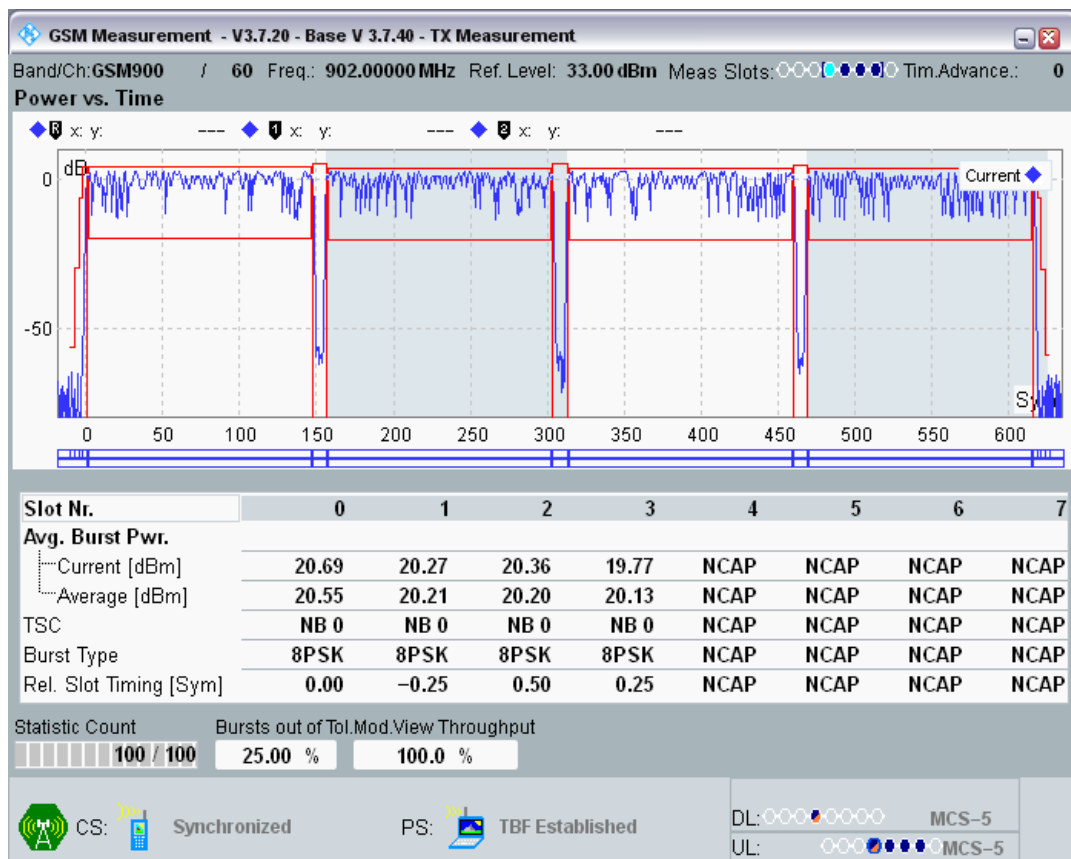 GSM Measurement - V3.7.20 - Base V 3.7.40 - TX Measurement
Band/Ch:GSM900 / 60 Freq.: 902.00000 MHz Ref. Level: 33.00 dBm Meas Slots: Tim.Advance.: 0
Power vs. Time
R x: y: --- 1 x: y: --- 2 x: y: ---
dB
Current
0
-50
Sym
0 50 100 150 200 250 300 350 400 450 500 550 600
Slot Nr. 0 1 2 3 4 5 6 7
Avg. Burst Pwr.
Current [dBm] 20.69 20.27 20.36 19.77 NCAP NCAP NCAP NCAP
Average [dBm] 20.55 20.21 20.20 20.13 NCAP NCAP NCAP NCAP
TSC NB 0 NB 0 NB 0 NB 0 NCAP NCAP NCAP NCAP
Burst Type 8PSK 8PSK 8PSK 8PSK NCAP NCAP NCAP NCAP
Rel. Slot Timing [Sym] 0.00 −0.25 0.50 0.25 NCAP NCAP NCAP NCAP
Statistic Count Bursts out of Tol. Mod.View Throughput
100 / 100 25.00 % 100.0 %
CS: Synchronized PS: TBF Established DL: MCS−5
UL: MCS−5